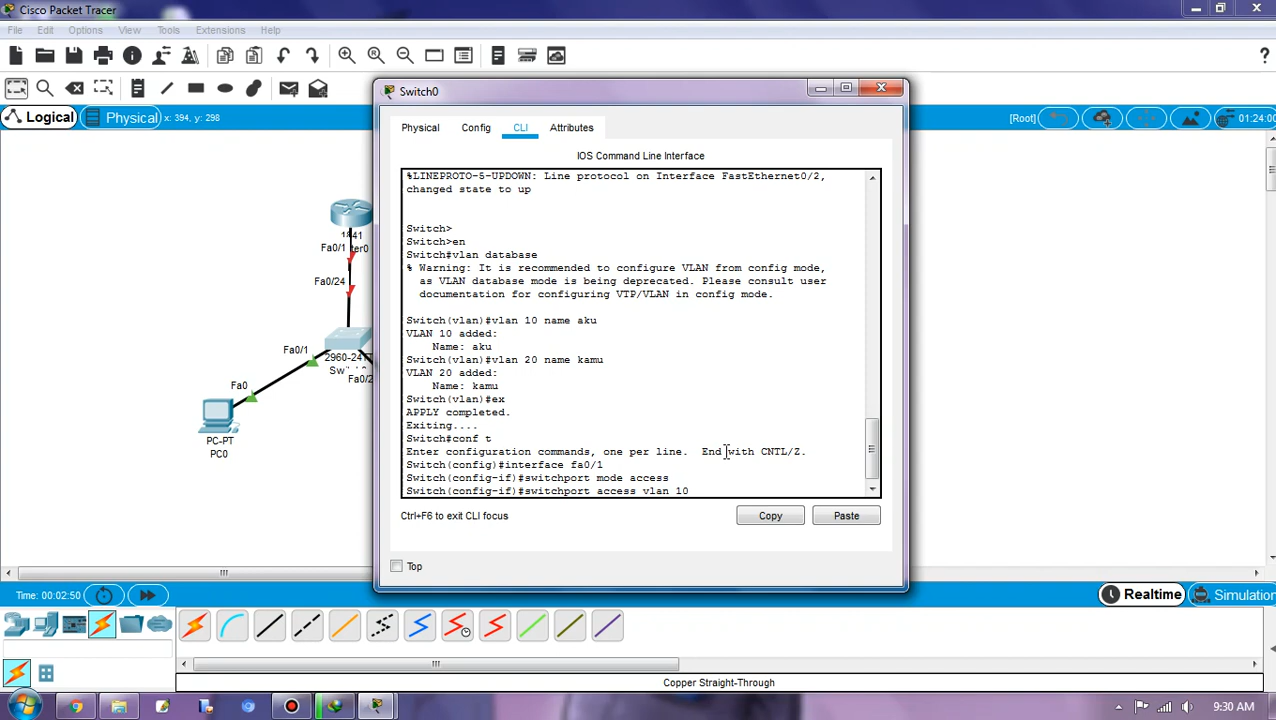 Cisco Packet Tracer
File Edit Options View Tools Extensions Help
?
Logical
Physical
x: 394, y: 298
[Root]
01:24:00
Switch0
Physical Config CLI Attributes
IOS Command Line Interface
%LINEPROTO-5-UPDOWN: Line protocol on Interface FastEthernet0/2,
changed state to up
Switch>
Switch>en
Switch#vlan database
% Warning: It is recommended to configure VLAN from config mode,
as VLAN database mode is being deprecated. Please consult user
documentation for configuring VTP/VLAN in config mode.
Switch(vlan)#vlan 10 name aku
VLAN 10 added:
Name: aku
Switch(vlan)#vlan 20 name kamu
VLAN 20 added:
Name: kamu
Switch(vlan)#ex
APPLY completed.
Exiting....
Switch#conf t
Enter configuration commands, one per line. End with CNTL/Z.
Switch(config)#interface fa0/1
Switch(config-if)#switchport mode access
Switch(config-if)#switchport access vlan 10
Ctrl+F6 to exit CLI focus
Copy
Paste
Top
1841
Fa0/1
ter0
Fa0/24
Fa0/1
2960-24T
Sw
Fa0/2
Fa0
PC-PT
PC0
Time: 00:02:50
Realtime
Simulation
Copper Straight-Through
9:30 AM